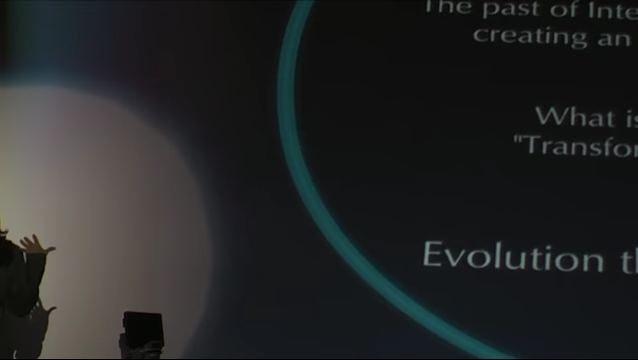 The past of Inte
creating an
What is
"Transfor
Evolution th